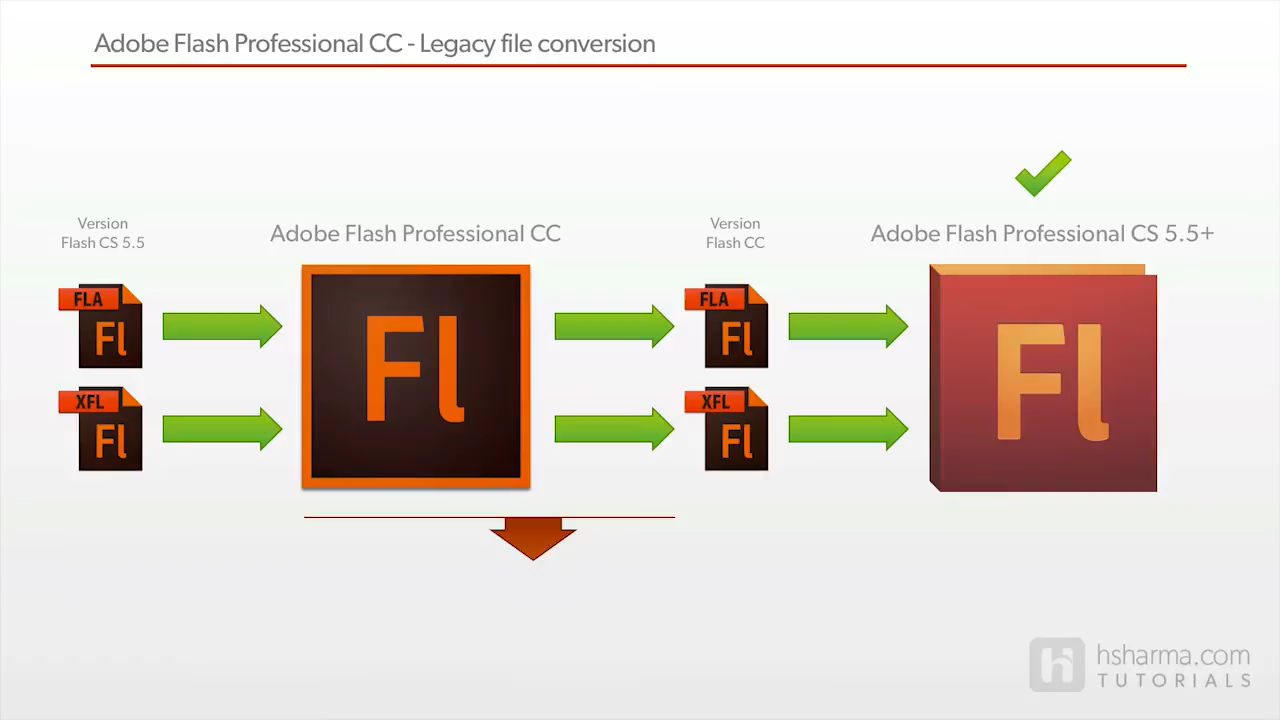 Adobe Flash Professional CC - Legacy file conversion
Version
Flash CS 5.5
Adobe Flash Professional CC
Version
Flash CC
Adobe Flash Professional CS 5.5+
FLA
Fl
XFL
Fl
Fl
FLA
Fl
XFL
Fl
Fl
h
hsharma.com
TUTORIALS